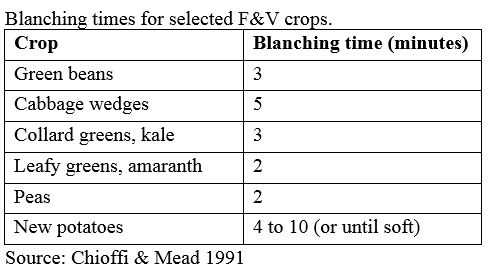 Blanching times for selected F&V crops.
Crop Blanching time (minutes)
Green beans 3
Cabbage wedges 5
Collard greens, kale 3
Leafy greens, amaranth 2
Peas 2
New potatoes 4 to 10 (or until soft)
Source: Chioffi & Mead 1991